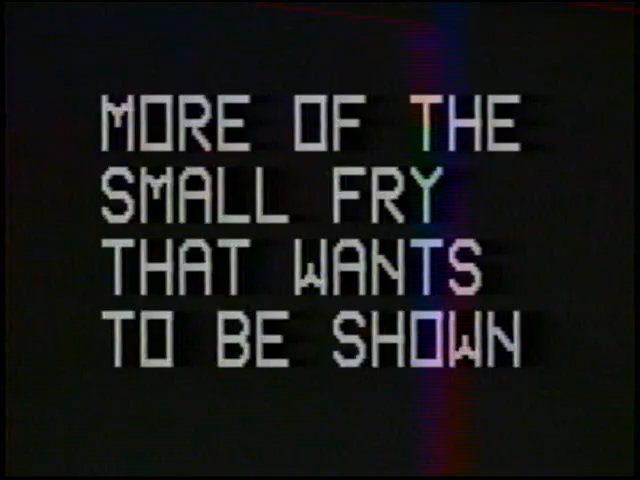 MORE OF THE
SMALL FRY
THAT WANTS
TO BE SHOWN